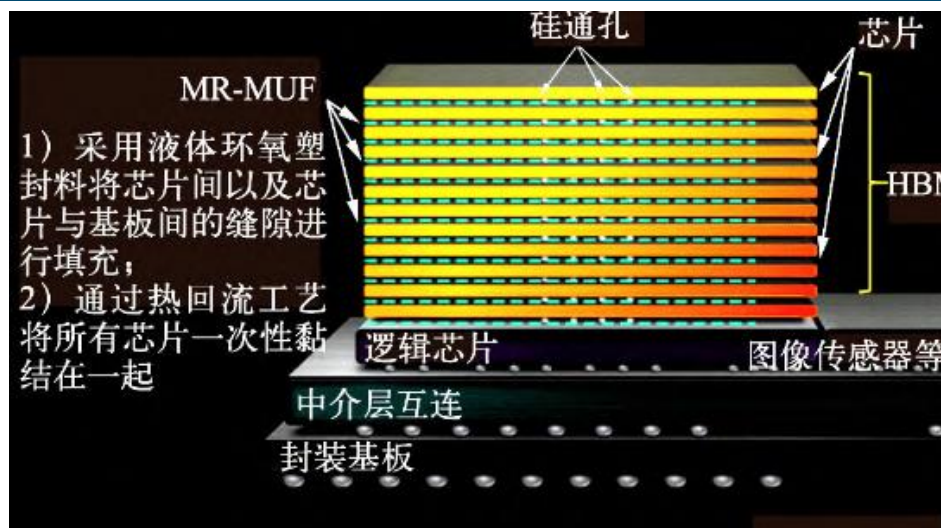 硅通孔
芯片
MR-MUF
1）采用液体环氧塑
封料将芯片间以及芯
片与基板间的缝隙进
行填充；
2）通过热回流工艺
将所有芯片一次性黏
结在一起
HBM
逻辑芯片
图像传感器等
中介层互连
封装基板